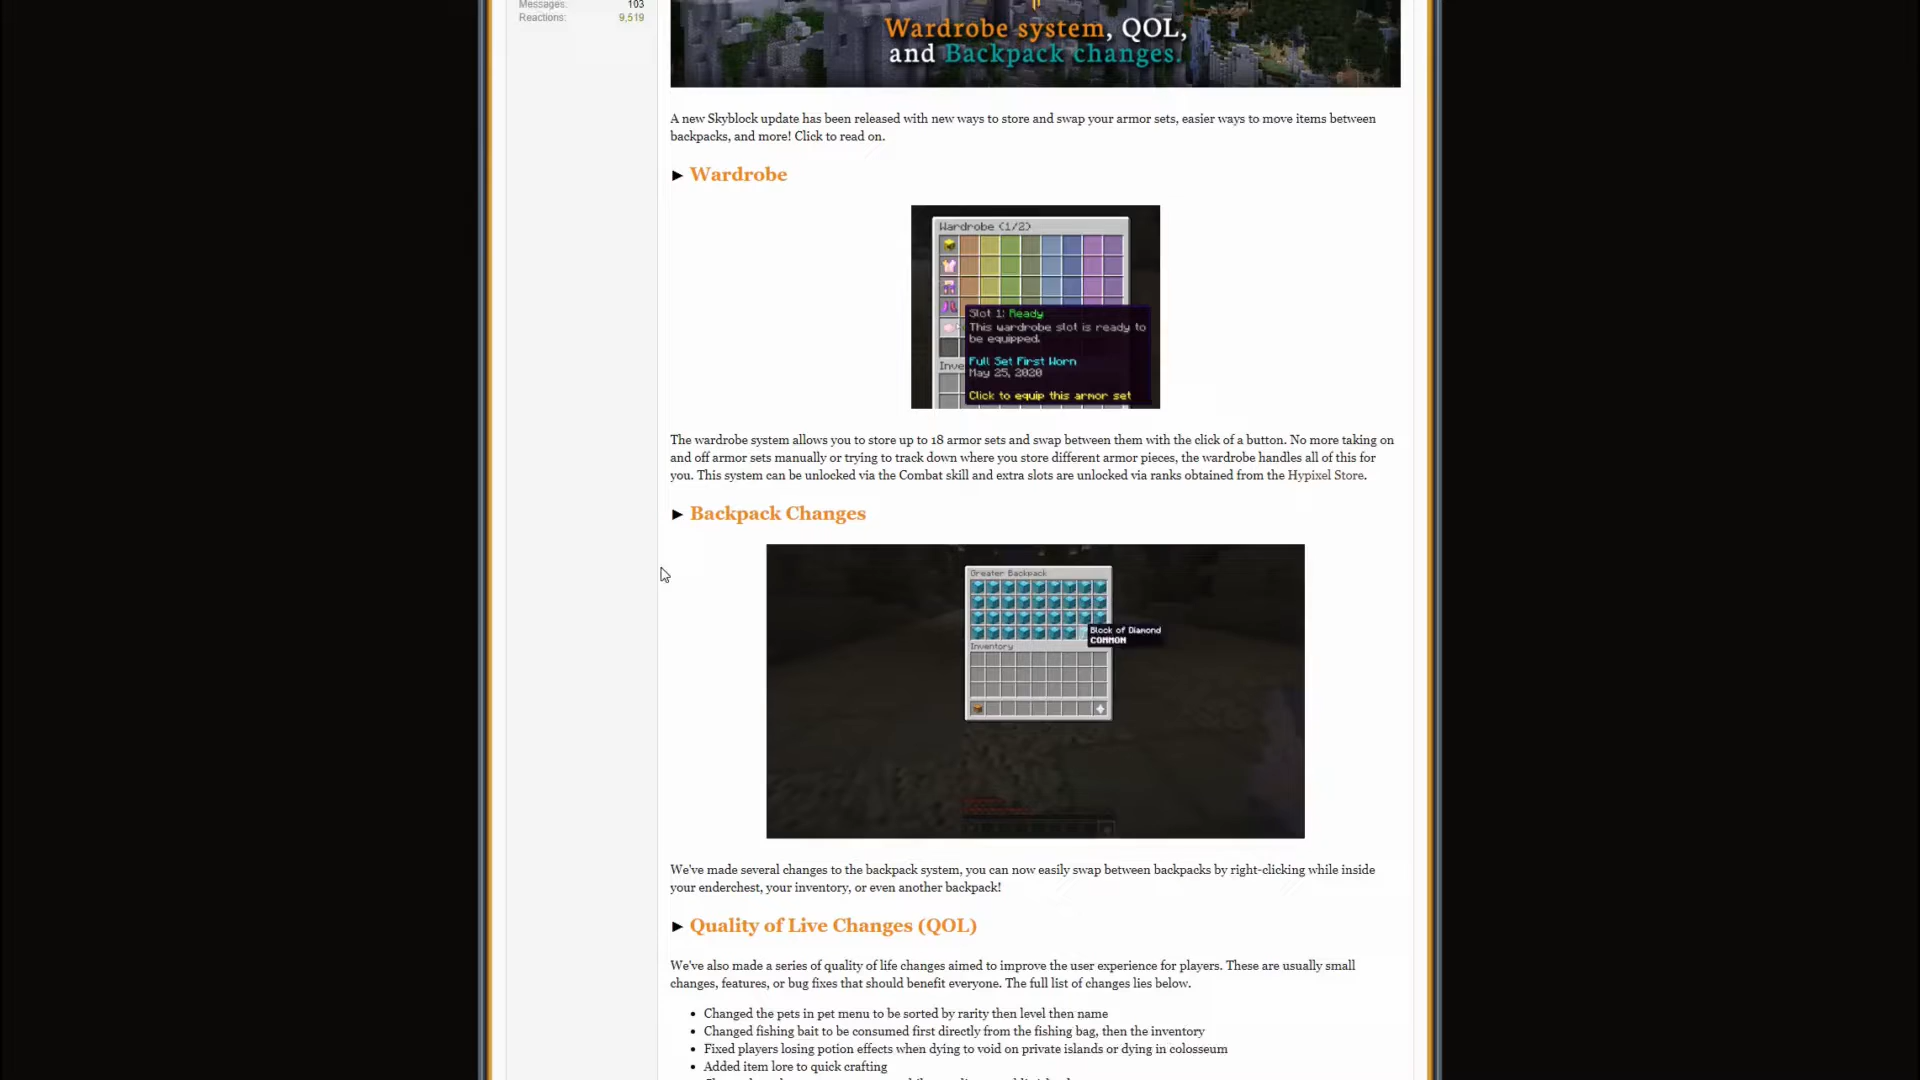 Messages: 103
Reactions: 9,519
Wardrobe system, QOL,
and Backpack changes.
A new Skyblock update has been released with new ways to store and swap your armor sets, easier ways to move items between
backpacks, and more! Click to read on.
► Wardrobe
Wardrobe (1/2)
Slot 1: Ready
This wardrobe slot is ready to
be equipped.
Full Set First Worn
Inve
May 25, 2020
Click to equip this armor set
The wardrobe system allows you to store up to 18 armor sets and swap between them with the click of a button. No more taking on
and off armor sets manually or trying to track down where you store different armor pieces, the wardrobe handles all of this for
you. This system can be unlocked via the Combat skill and extra slots are unlocked via ranks obtained from the Hypixel Store.
► Backpack Changes
Greater Backpack
Block of Diamond
COMMON
Inventory
We've made several changes to the backpack system, you can now easily swap between backpacks by right-clicking while inside
your enderchest, your inventory, or even another backpack!
► Quality of Live Changes (QOL)
We've also made a series of quality of life changes aimed to improve the user experience for players. These are usually small
changes, features, or bug fixes that should benefit everyone. The full list of changes lies below.
• Changed the pets in pet menu to be sorted by rarity then level then name
• Changed fishing bait to be consumed first directly from the fishing bag, then the inventory
• Fixed players losing potion effects when dying to void on private islands or dying in colosseum
• Added item lore to quick crafting